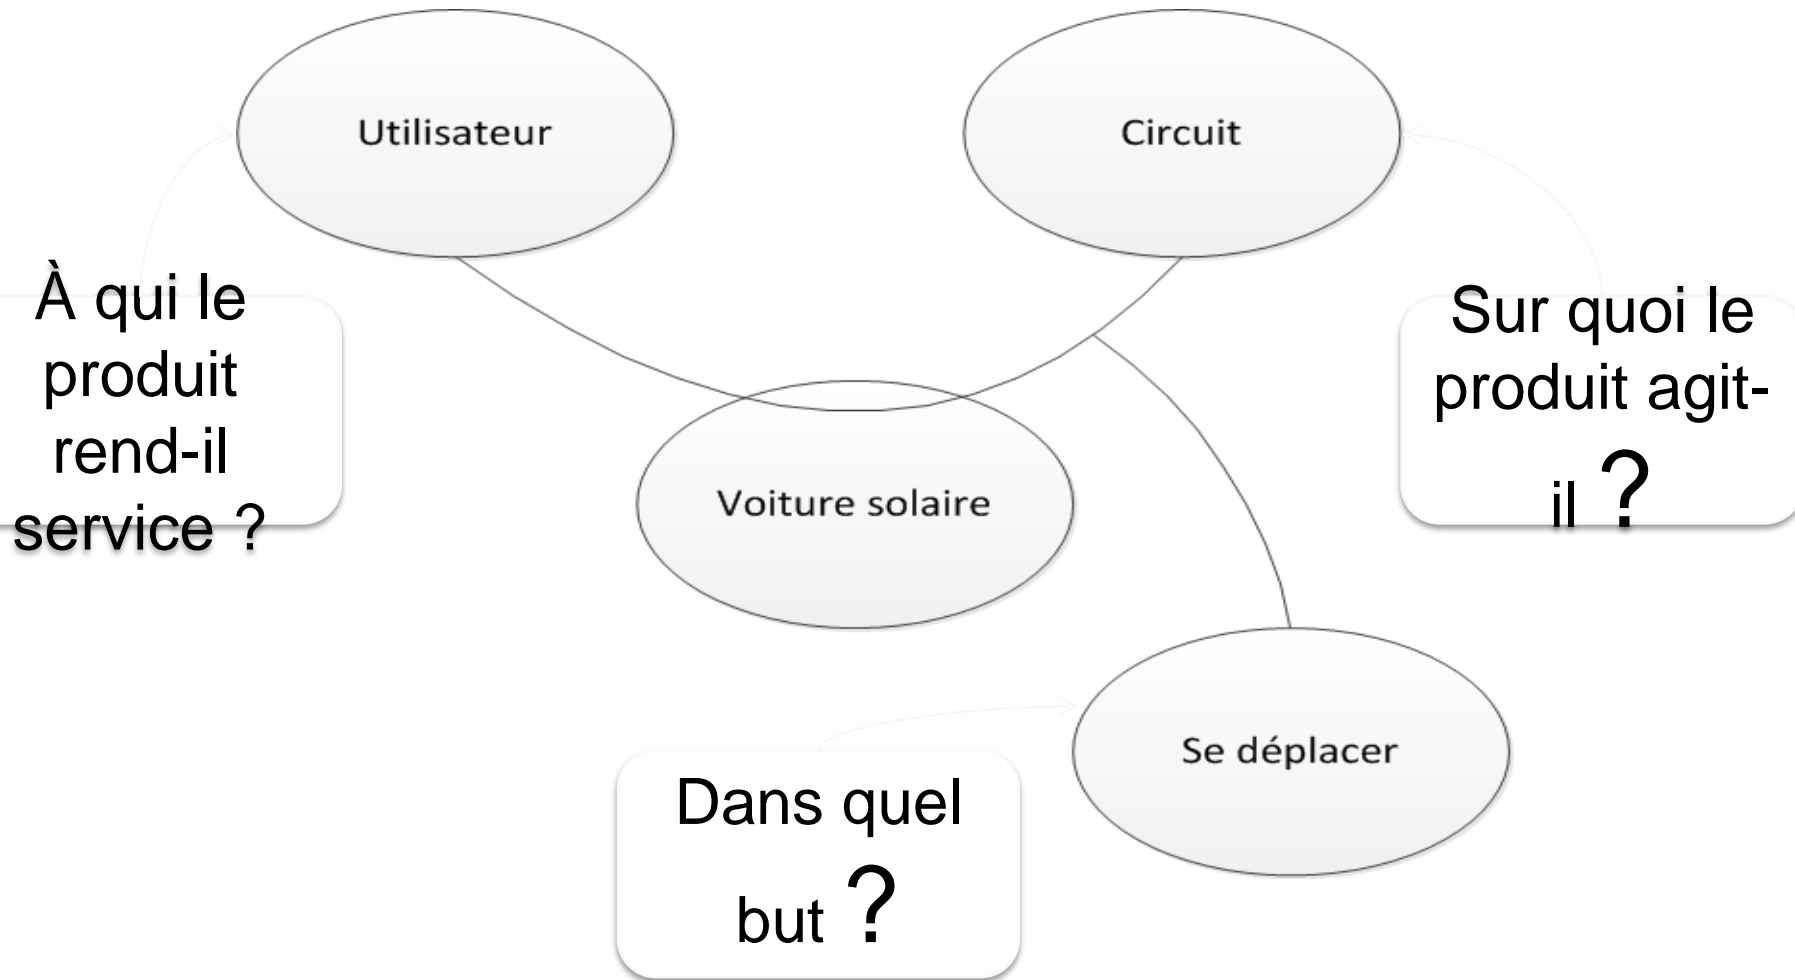 Utilisateur
Circuit
À qui le
produit
rend-il
service ?
Sur quoi le
produit agit-
il ?
Voiture solaire
Se déplacer
Dans quel
but ?